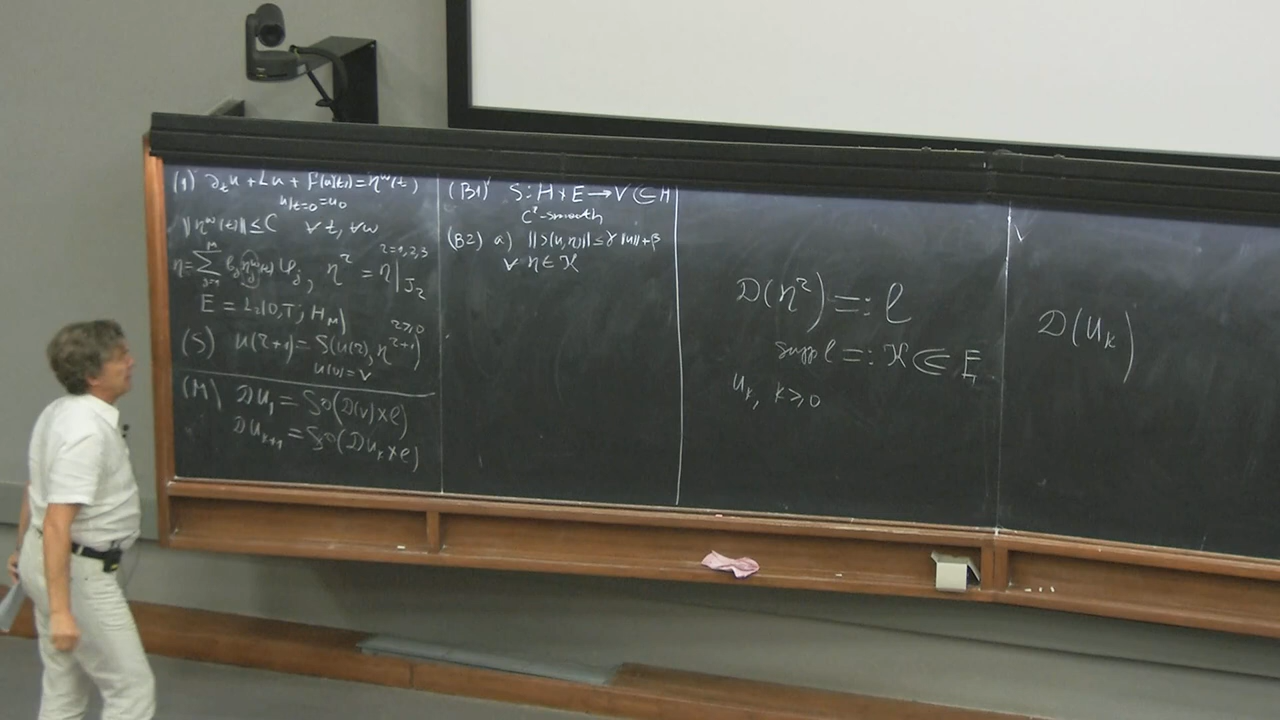 (1) ∂ₜu + Lu + F(u(t)) = η^ω(t)
u|ₜ₌₀ = u₀
‖η^ω(t)‖ ≤ C ∀t, ∀ω
η = Σ_{j=1}^{M} b_j η_j^ω(t) φ_j, η^r = η|_{J_r} r=1,2,3
E = L₂(0,T; H_M)
(S) u(r+1) = S(u(r), η^{r+1}) r≥0
u(0) = v
(M) 𝒟u₁ = S∘(𝒟(v)×ℓ)
𝒟u_{k+1} = S∘(𝒟u_k×ℓ)
(B1) S: H×E → V ⋐ H
C²-smooth
(B2) a) ‖S(u,η)‖ ≤ γ‖u‖+β
∀ η∈𝒦
𝒟(η^r) =: ℓ
supp ℓ =: 𝒦 ⋐ E
u_k, k≥0
𝒟(u_k)